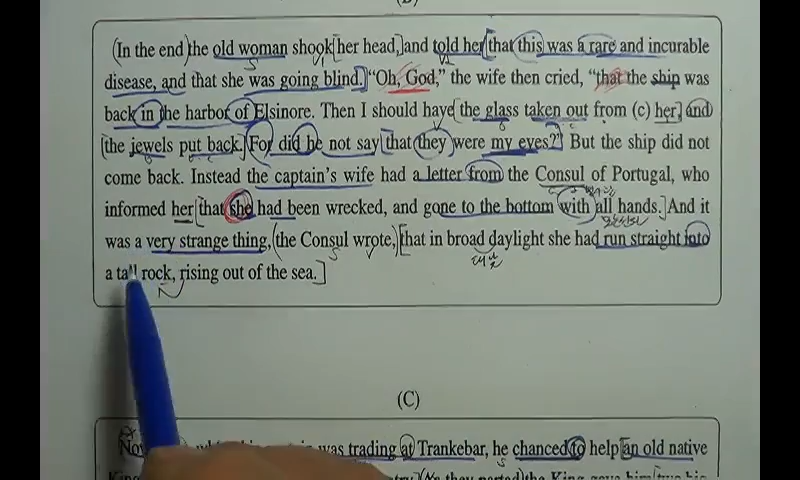 (In the end) the old woman shook [her head,] and told her [that this was a rare and incurable
disease, and that she was going blind.] “Oh, God,” the wife then cried, “that the ship was
back in the harbor of Elsinore. Then I should have [the glass taken out from (c) her, and
[the jewels put back.] For did he not say [that they were my eyes?”] But the ship did not
come back. Instead the captain’s wife had a letter from the Consul of Portugal, who
informed her [that she had been wrecked, and gone to the bottom with all hands.] And it
was a very strange thing, (the Consul wrote,) [that in broad daylight she had run straight into
대낮
a tall rock, rising out of the sea.]
(C)
was trading at Trankebar, he chanced to help [an old native